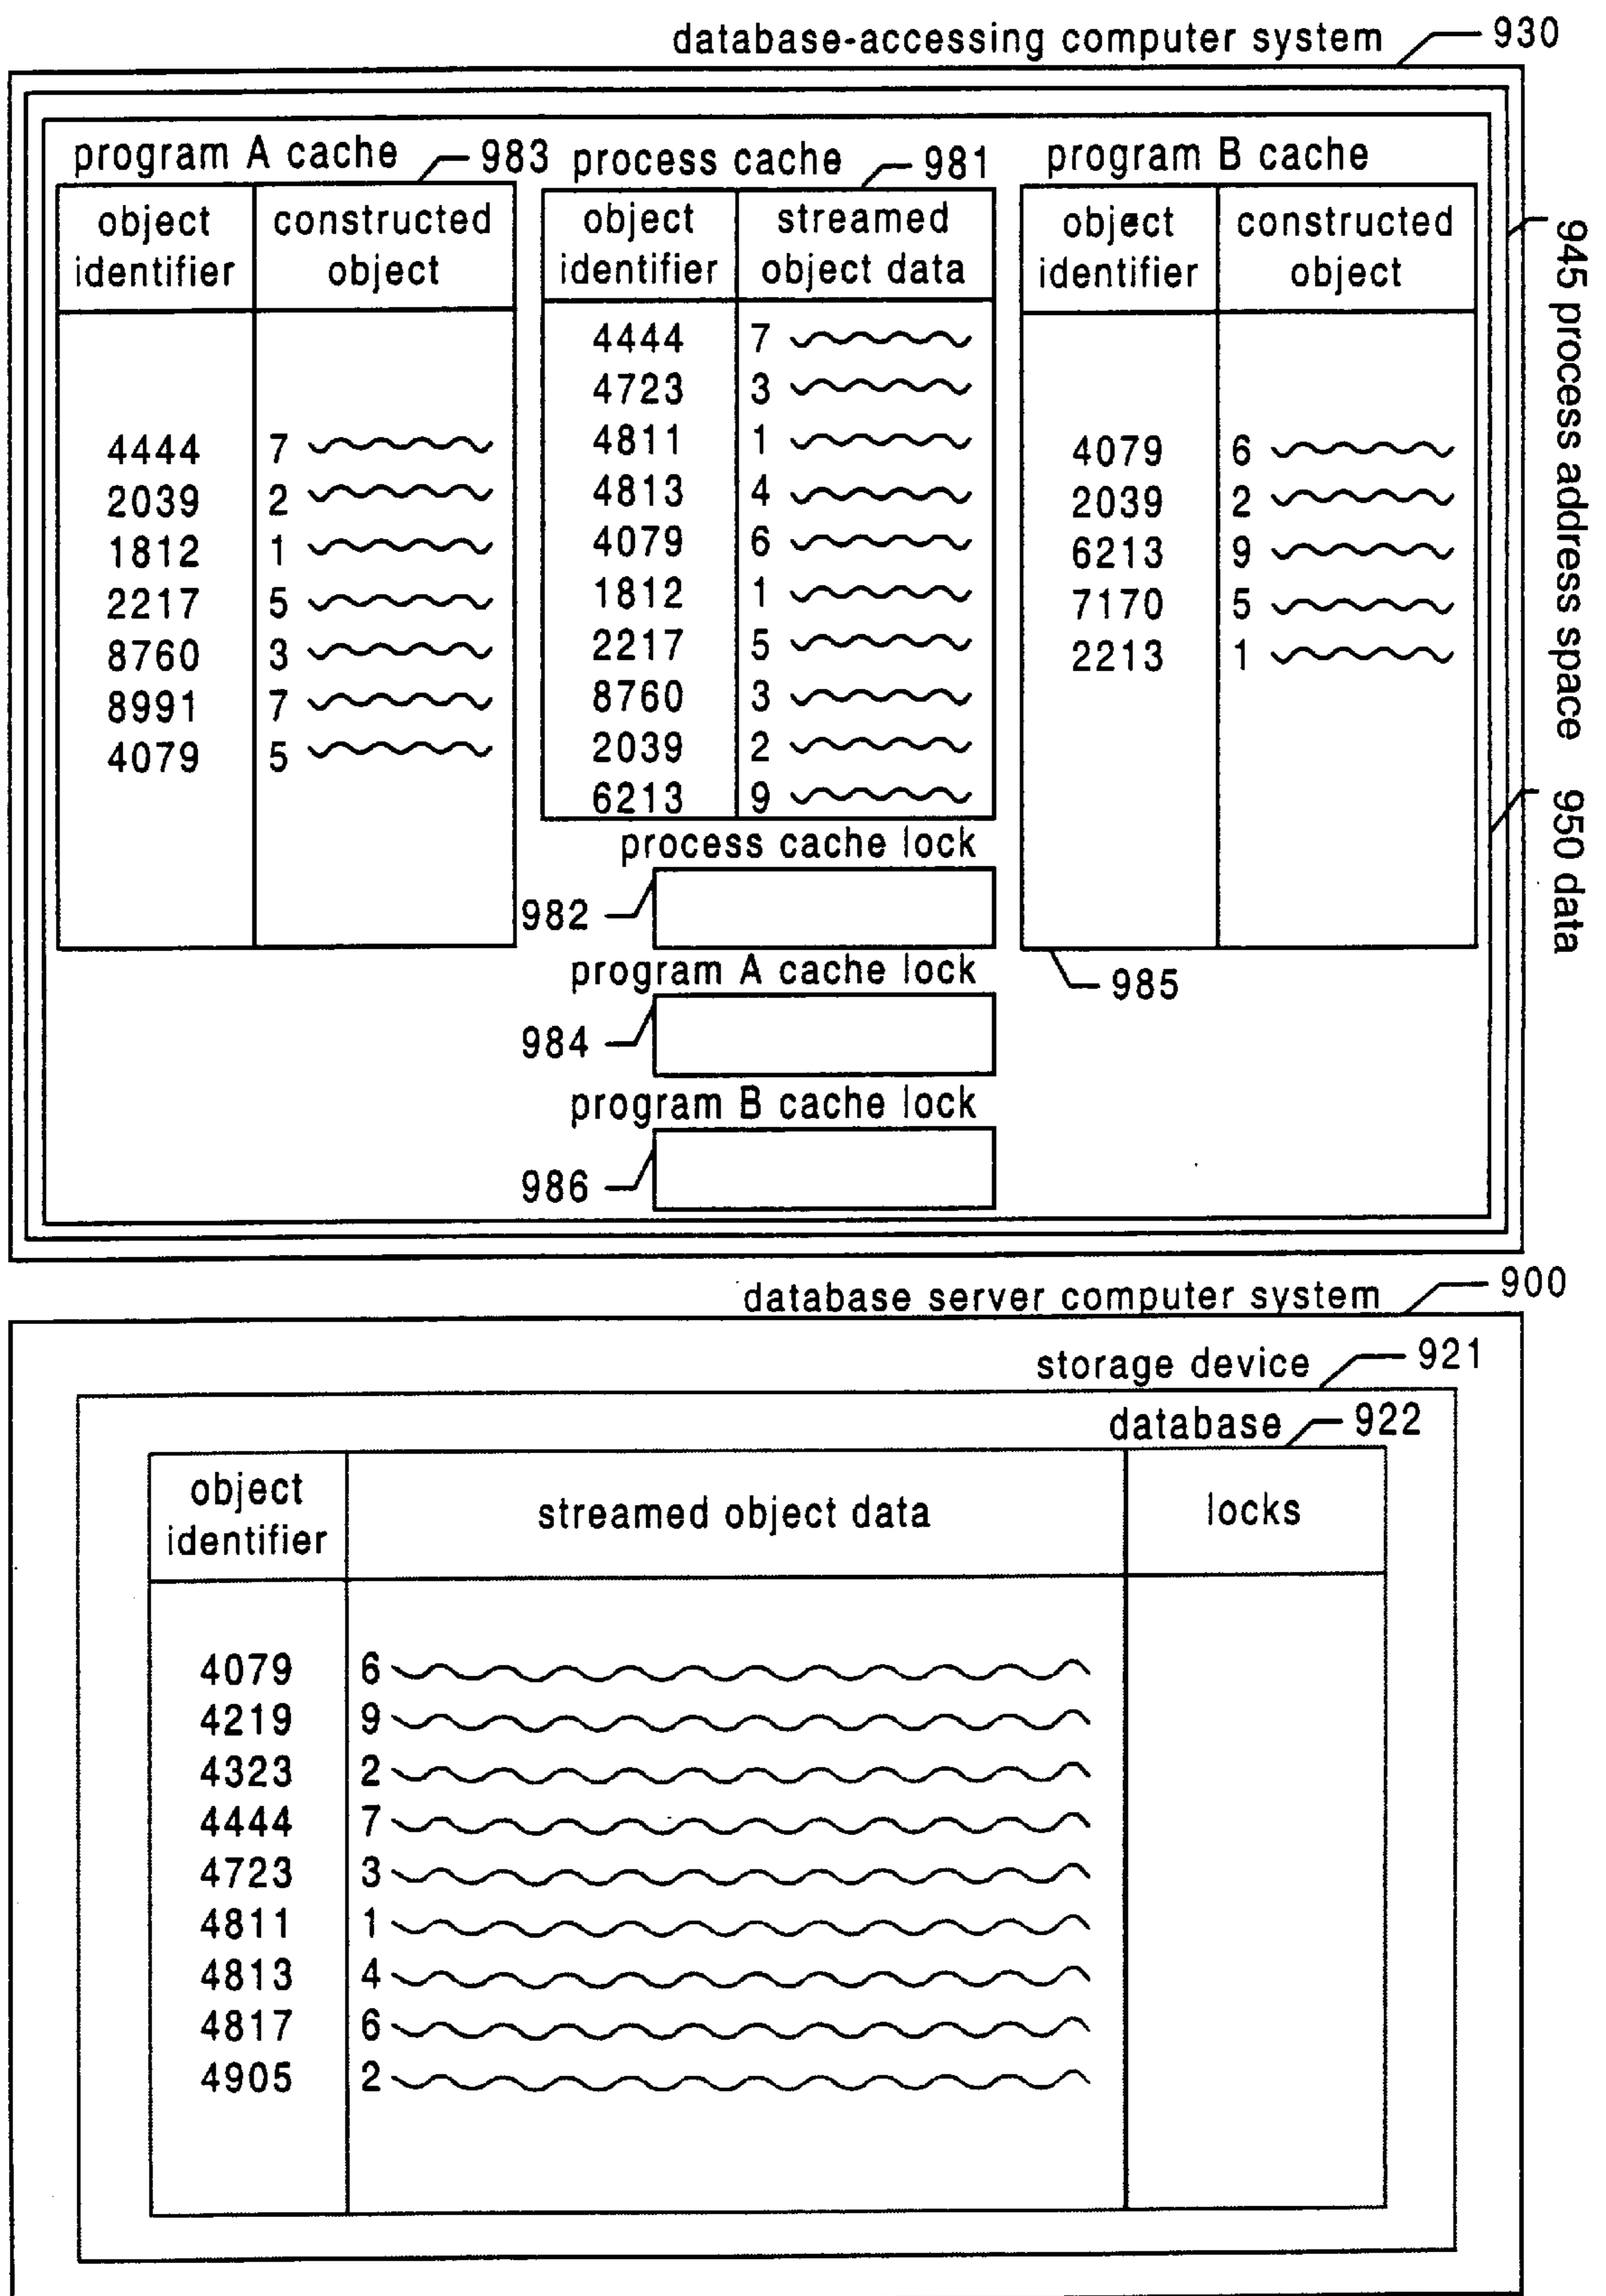 database-accessing computer system 930
program A cache 983
object identifier constructed object
4444 7
2039 2
1812 1
2217 5
8760 3
8991 7
4079 5
process cache 981
object identifier streamed object data
4444 7
4723 3
4811 1
4813 4
4079 6
1812 1
2217 5
8760 3
2039 2
6213 9
program B cache
object identifier constructed object
4079 6
2039 2
6213 9
7170 5
2213 1
985
945 process address space
950 data
process cache lock
982
program A cache lock
984
program B cache lock
986
database server computer system 900
storage device 921
database 922
object identifier streamed object data locks
4079 6
4219 9
4323 2
4444 7
4723 3
4811 1
4813 4
4817 6
4905 2